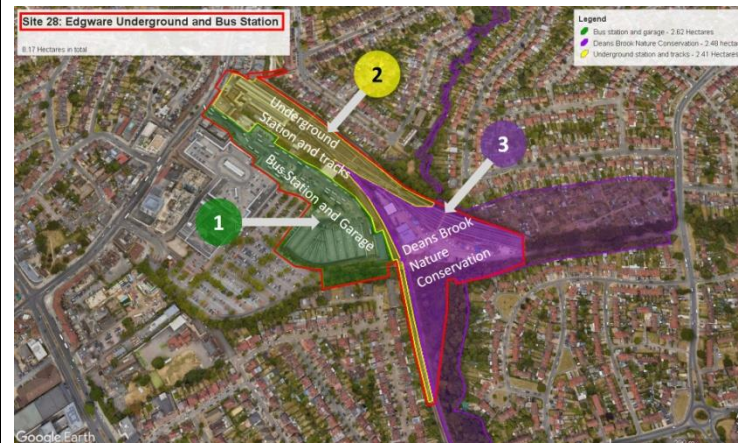 Site 28: Edgware Underground and Bus Station
8.17 Hectares in total
Legend
Bus station and garage - 2.62 Hectares
Deans Brook Nature Conservation - 2.48 hecta
Underground station and tracks - 2.41 Hectares
2
Underground
Station and tracks
3
Bus Station and Garage
1
Deans Brook
Nature
Conservation
Google Earth